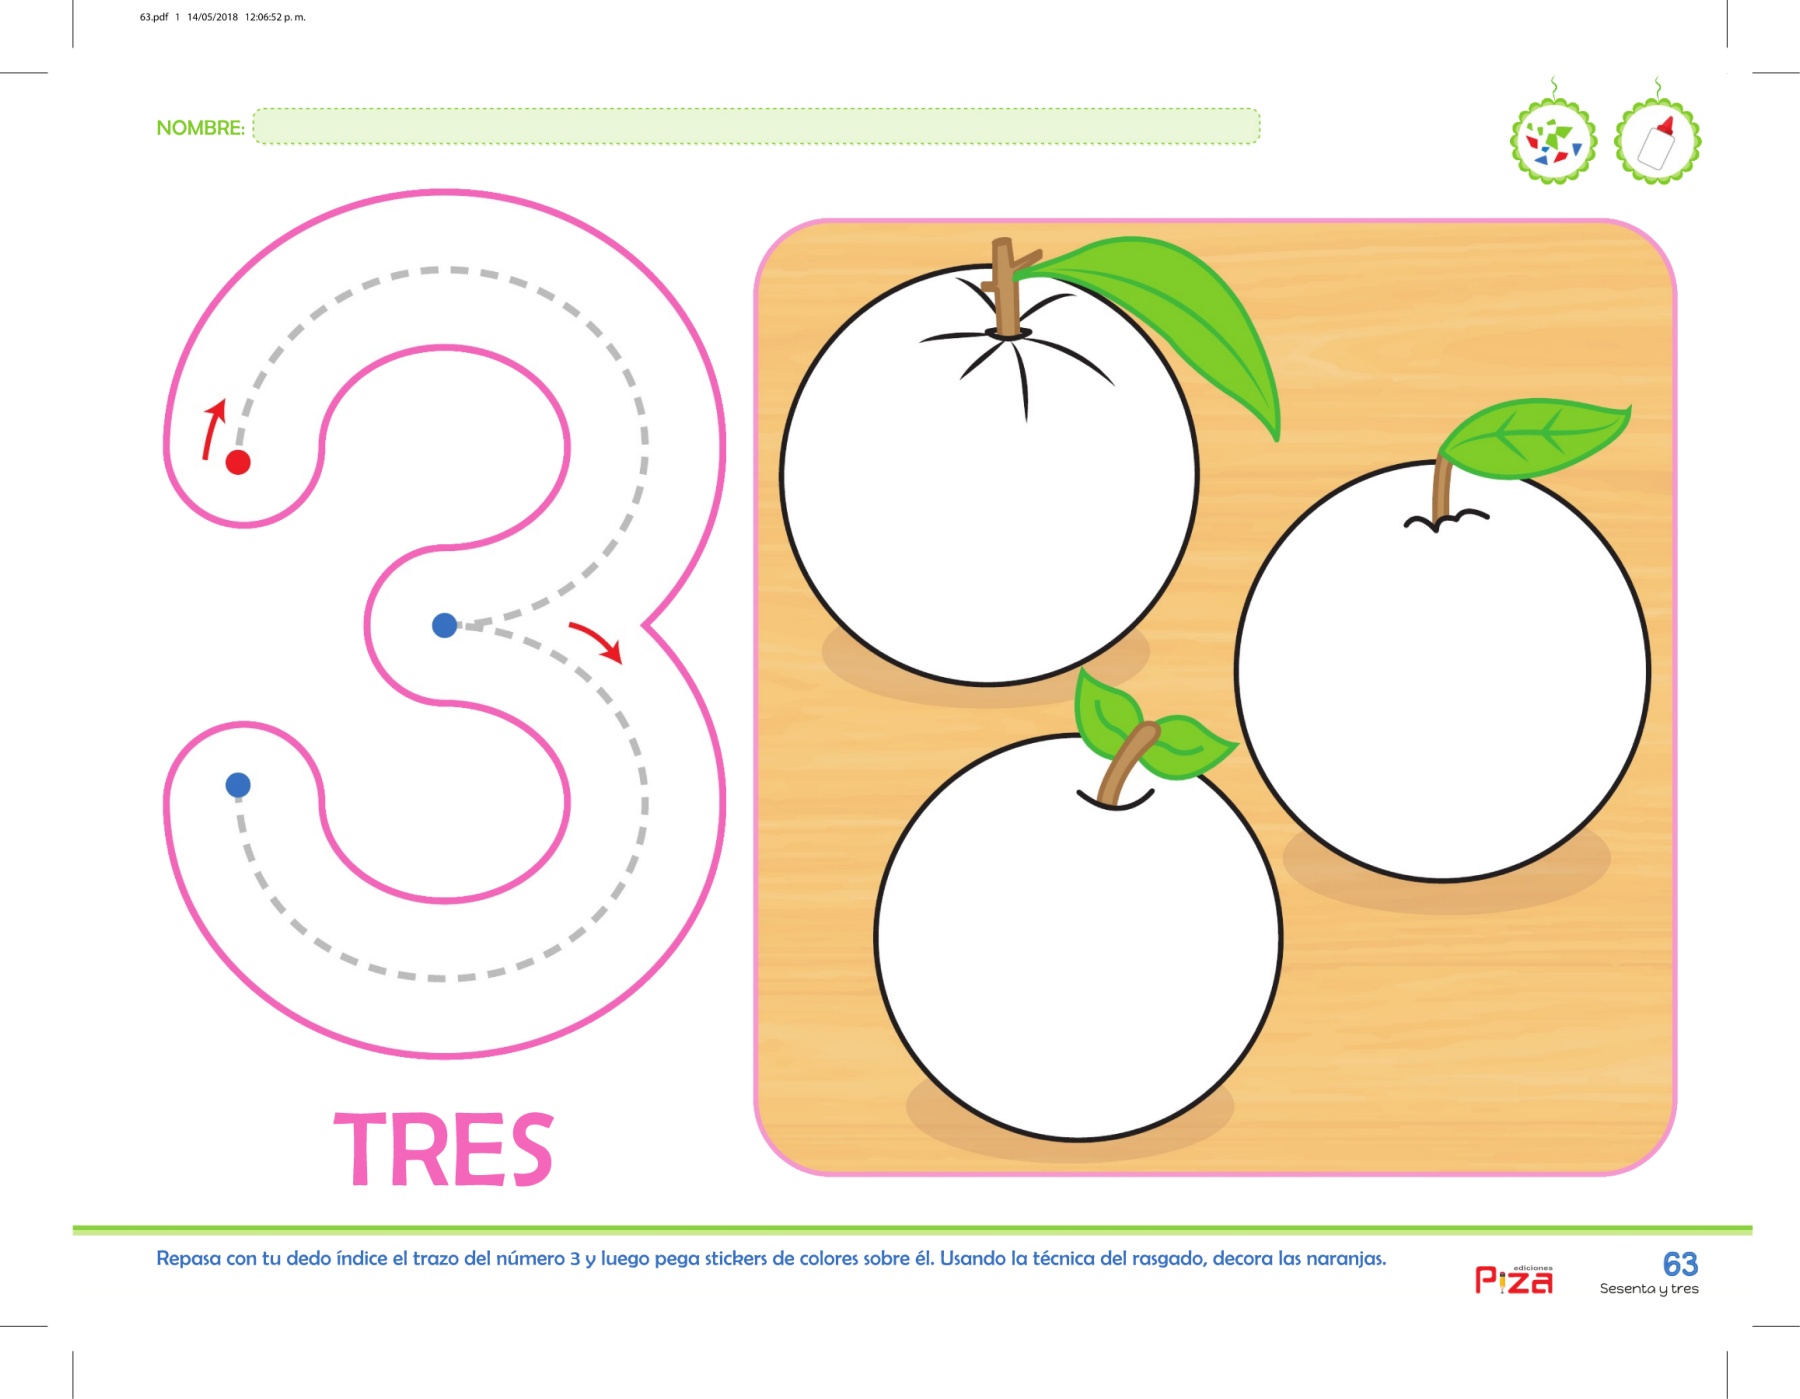 63.pdf 1 14/05/2018 12:06:52 p. m.
NOMBRE:
3
TRES
Repasa con tu dedo índice el trazo del número 3 y luego pega stickers de colores sobre él. Usando la técnica del rasgado, decora las naranjas.
ediciones
Piza
63
Sesenta y tres